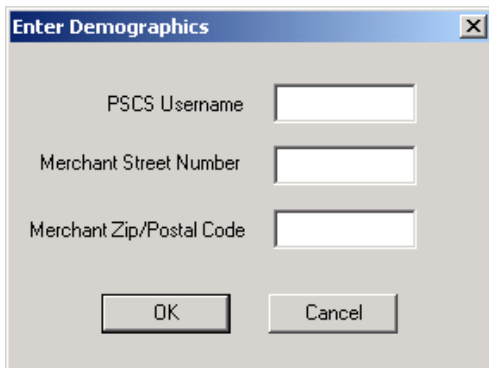 Enter Demographics
PSCS Username
Merchant Street Number
Merchant Zip/Postal Code
OK Cancel